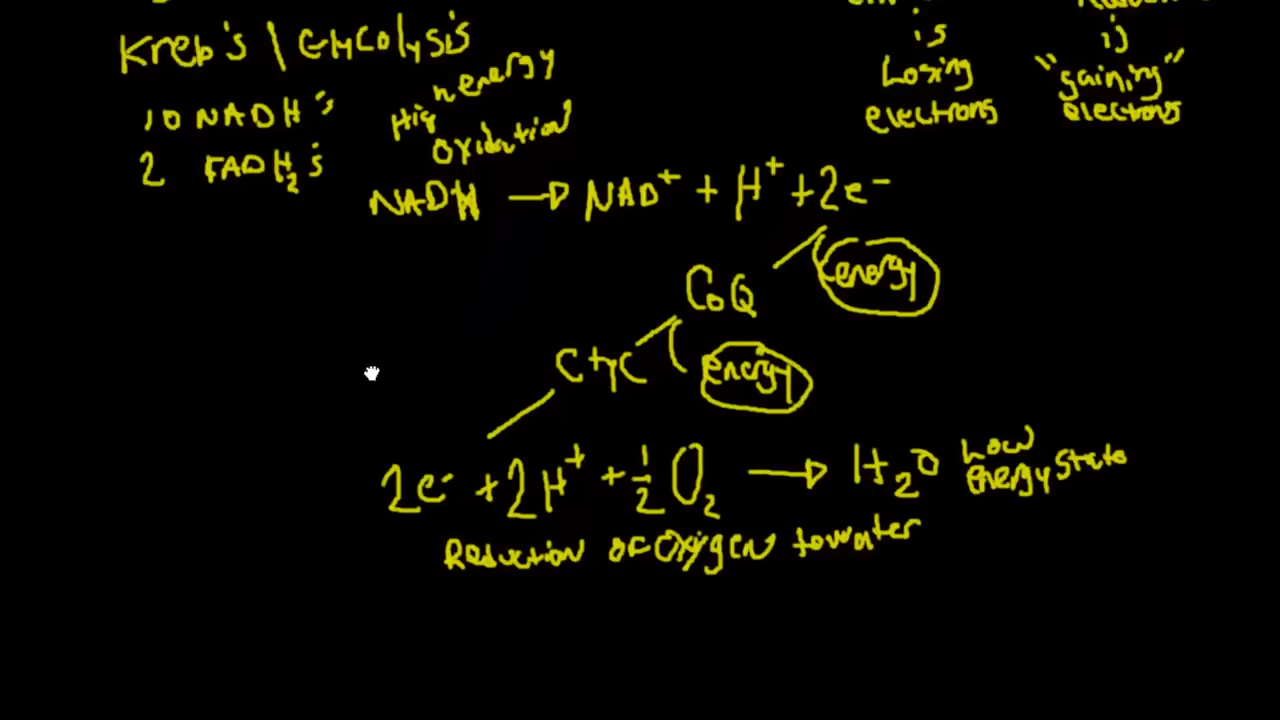 Kreb's / Glycolysis
10 NADH's
2 FADH₂'s
High energy
oxidation
is
Losing
electrons
is
"gaining"
electrons
NADH → NAD⁺ + H⁺ + 2e⁻
energy
CoQ
CytC
energy
2e⁻ + 2H⁺ + ½ O₂ → H₂O
Low
energy State
Reduction of oxygen to water